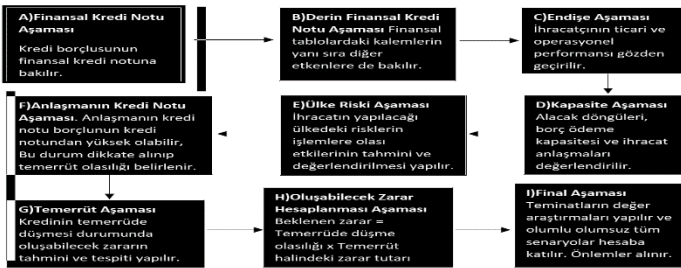 A)Finansal Kredi Notu
Aşaması
Kredi borçlusunun
finansal kredi notuna
bakılır.
B)Derin Finansal Kredi
Notu Aşaması Finansal
tablolardaki kalemlerin
yanı sıra diğer
etkenlere de bakılır.
C)Endişe Aşaması
İhracatçının ticari ve
operasyonel
performansı gözden
geçirilir.
D)Kapasite Aşaması
Alacak döngüleri,
borç ödeme
kapasitesi ve ihracat
anlaşmaları
değerlendirilir.
E)Ülke Riski Aşaması
İhracatın yapılacağı
ülkedeki risklerin
işlemlere olası
etkilerinin tahmini ve
değerlendirilmesi yapılır.
F)Anlaşmanın Kredi Notu
Aşaması. Anlaşmanın kredi
notu borçlunun kredi
notundan yüksek olabilir,
Bu durum dikkate alınıp
temerrüt olasılığı belirlenir.
G)Temerrüt Aşaması
Kredinin temerrüde
düşmesi durumunda
oluşabilecek zararın
tahmini ve tespiti yapılır.
H)Oluşabilecek Zarar
Hesaplanması Aşaması
Beklenen zarar =
Temerrüde düşme
olasılığı x Temerrüt
halindeki zarar tutarı
I)Final Aşaması
Teminatların değer
araştırmaları yapılır ve
olumlu olumsuz tüm
senaryolar hesaba
katılır. Önlemler alınır.